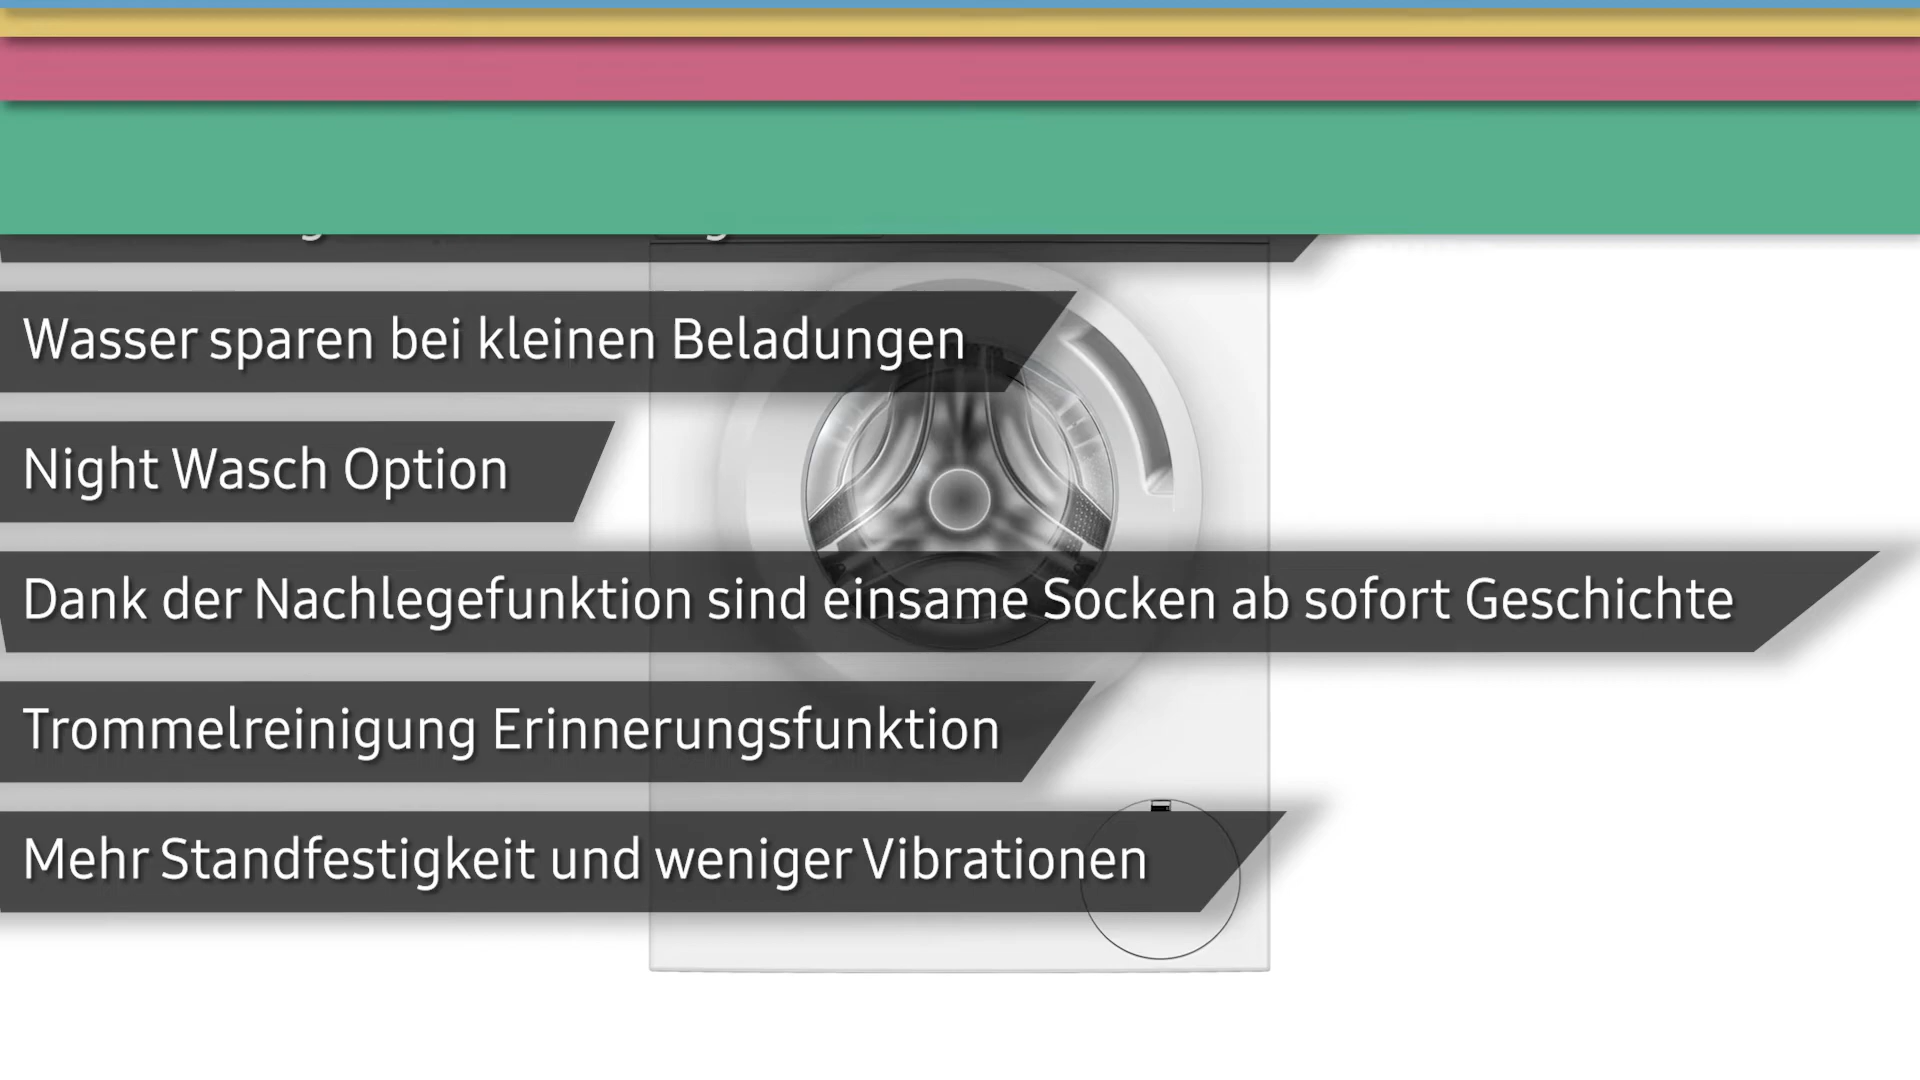 Wasser sparen bei kleinen Beladungen
Night Wasch Option
Dank der Nachlegefunktion sind einsame Socken ab sofort Geschichte
Trommelreinigung Erinnerungsfunktion
Mehr Standfestigkeit und weniger Vibrationen